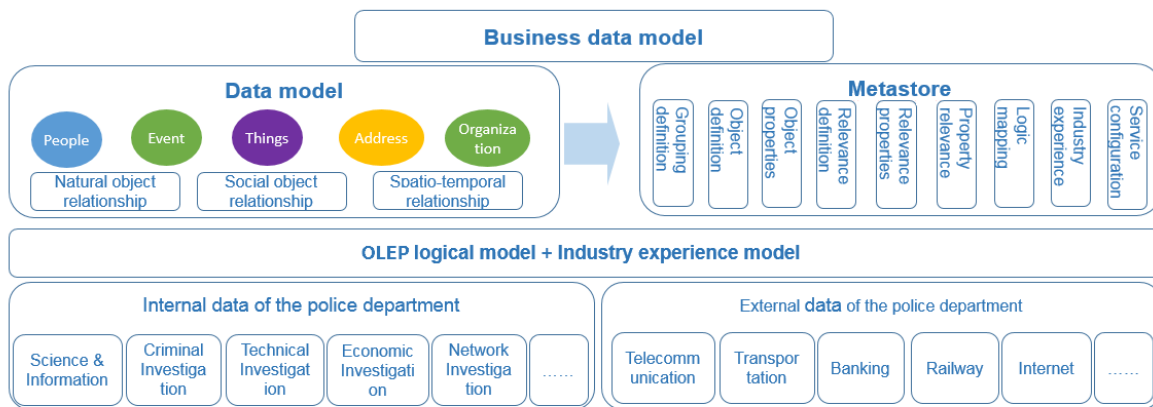 Business data model
Data model
People
Event
Things
Address
Organiza
tion
Natural object
relationship
Social object
relationship
Spatio-temporal
relationship
Metastore
Grouping
definition
Object
definition
Object
properties
Relevance
definition
Relevance
properties
Property
relevance
Logic
mapping
Industry
experience
Service
configuration
OLEP logical model + Industry experience model
Internal data of the police department
Science &
Information
Criminal
Investiga
tion
Technical
Investigat
ion
Economic
Investigati
on
Network
Investiga
tion
……
External data of the police department
Telecomm
unication
Transpor
tation
Banking
Railway
Internet
……